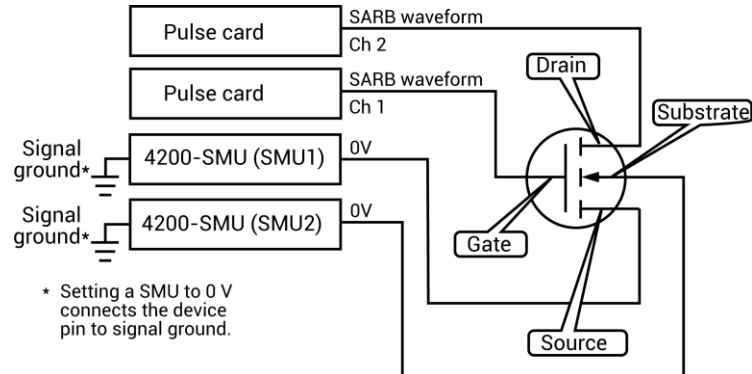 Pulse card
SARB waveform
Ch 2
Pulse card
SARB waveform
Ch 1
Drain
Substrate
Signal
ground*
4200-SMU (SMU1)
0V
Signal
ground*
4200-SMU (SMU2)
0V
Gate
Source
* Setting a SMU to 0 V
connects the device
pin to signal ground.